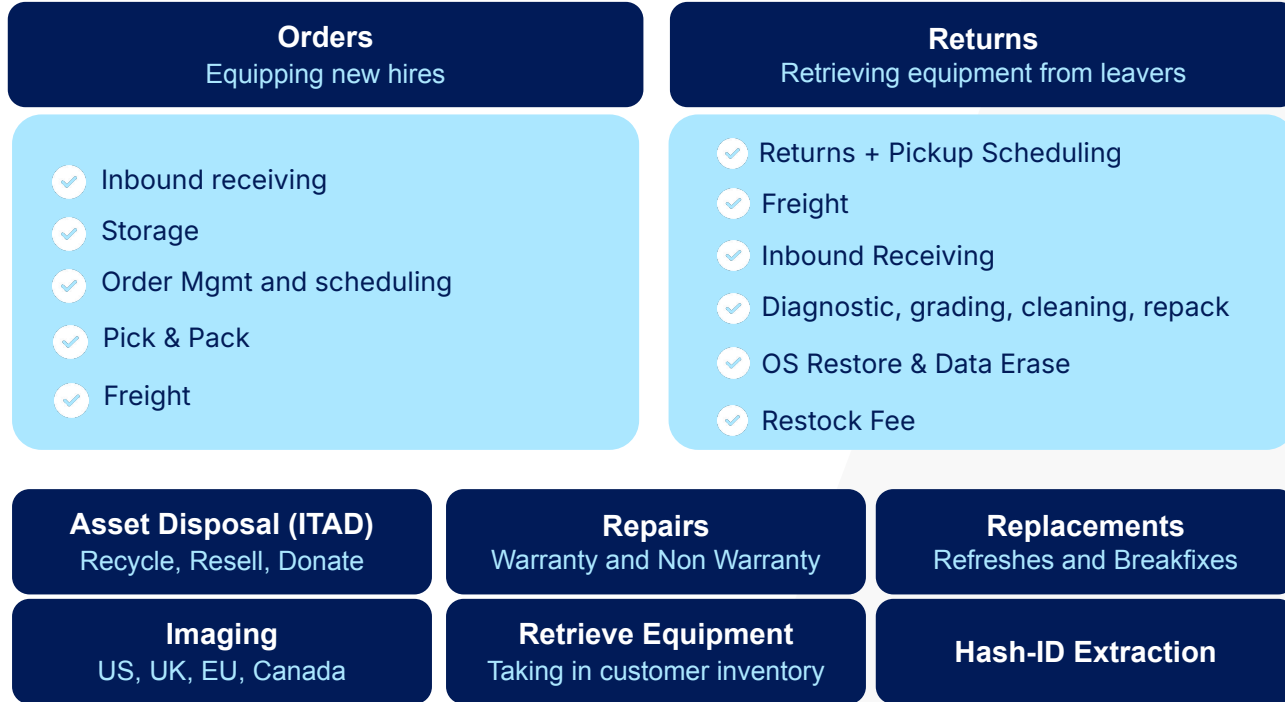 Orders
Equipping new hires
Inbound receiving
Storage
Order Mgmt and scheduling
Pick & Pack
Freight
Returns
Retrieving equipment from leavers
Returns + Pickup Scheduling
Freight
Inbound Receiving
Diagnostic, grading, cleaning, repack
OS Restore & Data Erase
Restock Fee
Asset Disposal (ITAD)
Recycle, Resell, Donate
Repairs
Warranty and Non Warranty
Replacements
Refreshes and Breakfixes
Imaging
US, UK, EU, Canada
Retrieve Equipment
Taking in customer inventory
Hash-ID Extraction